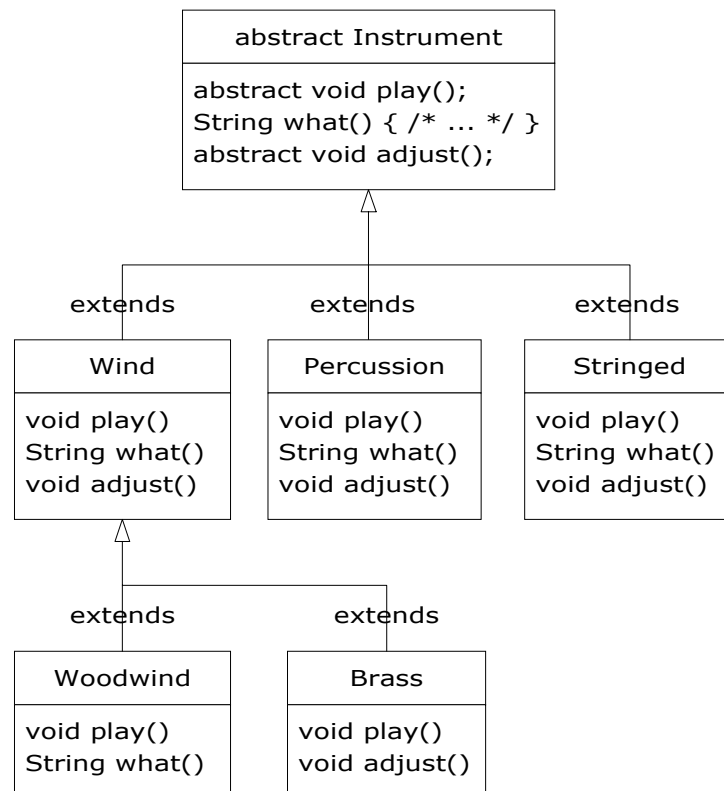 abstract Instrument
abstract void play();
String what() { /* ... */ }
abstract void adjust();
extends
extends
extends
Wind
void play()
String what()
void adjust()
Percussion
void play()
String what()
void adjust()
Stringed
void play()
String what()
void adjust()
extends
extends
Woodwind
void play()
String what()
Brass
void play()
void adjust()